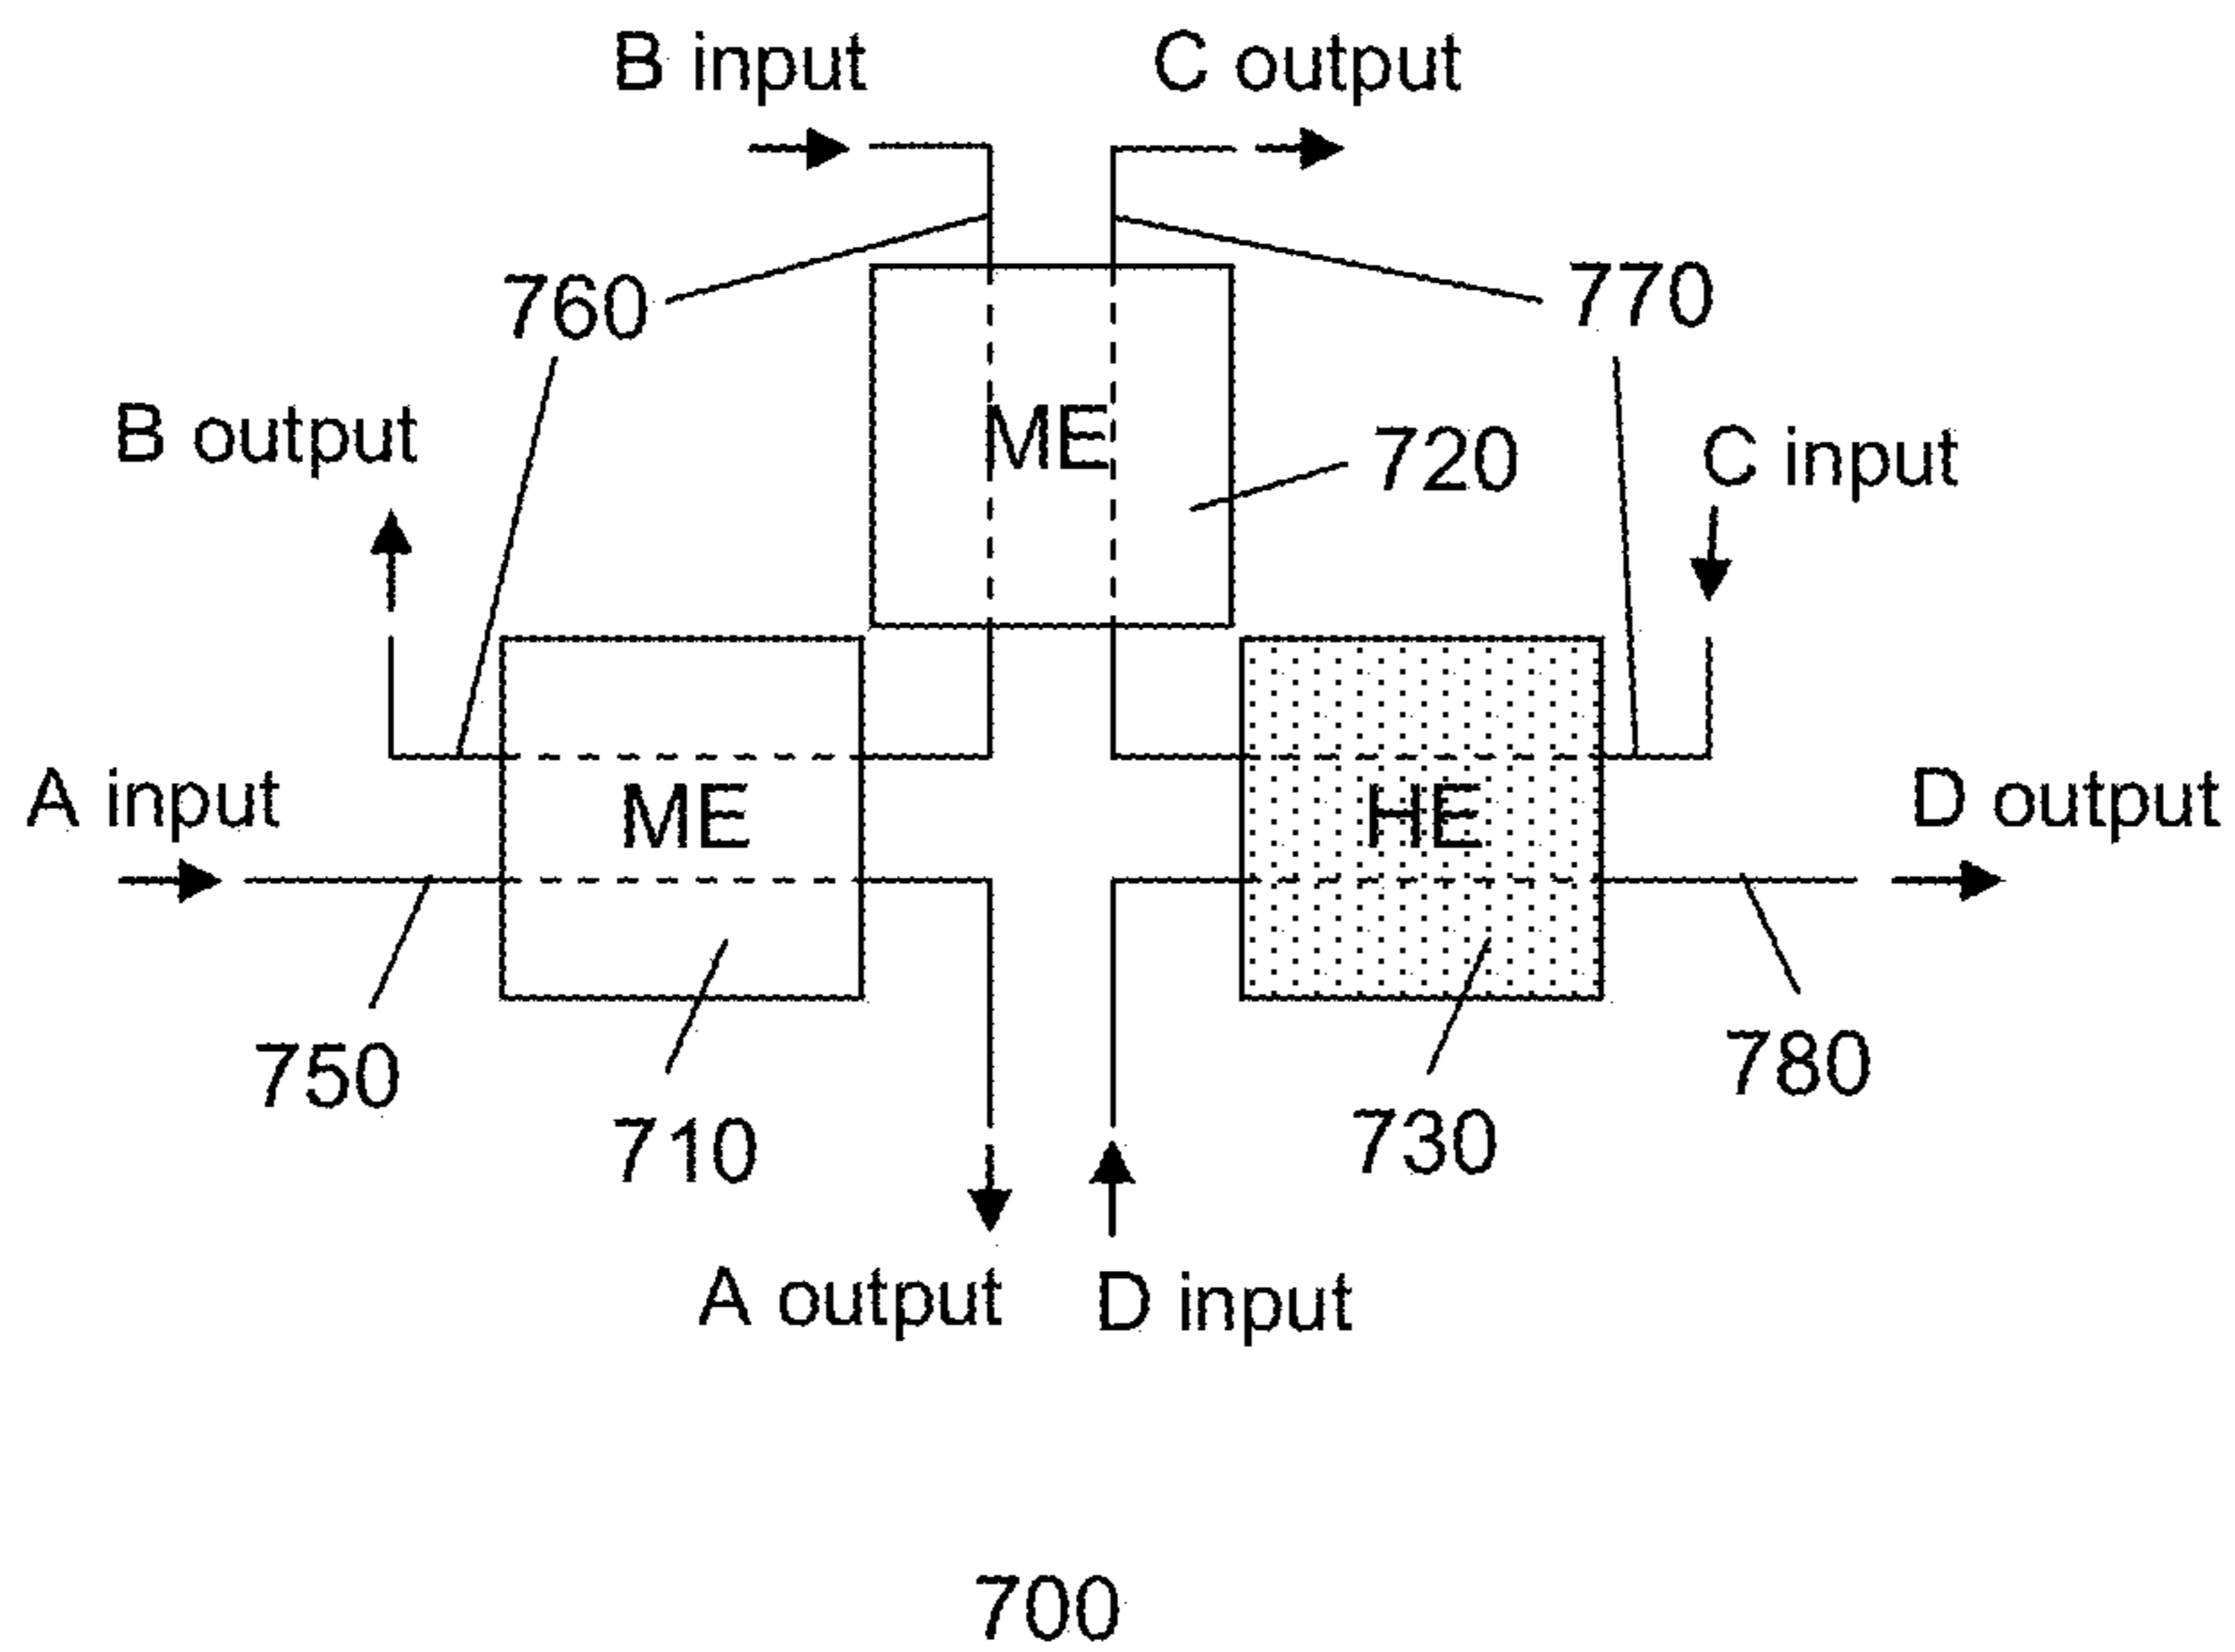 B input
C output
760
770
B output
ME
720
C input
A input
ME
HE
D output
750
710
730
780
A output
D input
700